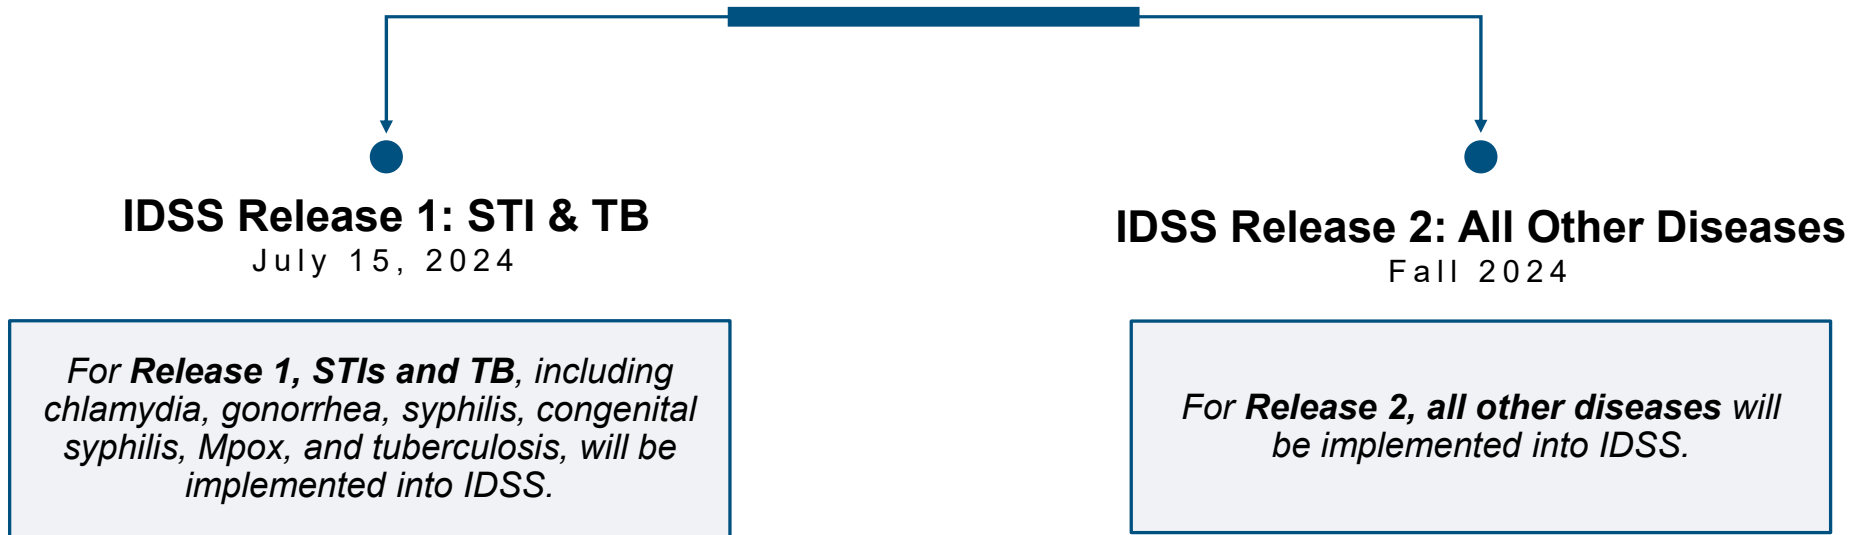 IDSS Release 1: STI & TB
July 15, 2024
For Release 1, STIs and TB, including
chlamydia, gonorrhea, syphilis, congenital
syphilis, Mpox, and tuberculosis, will be
implemented into IDSS.
IDSS Release 2: All Other Diseases
Fall 2024
For Release 2, all other diseases will
be implemented into IDSS.